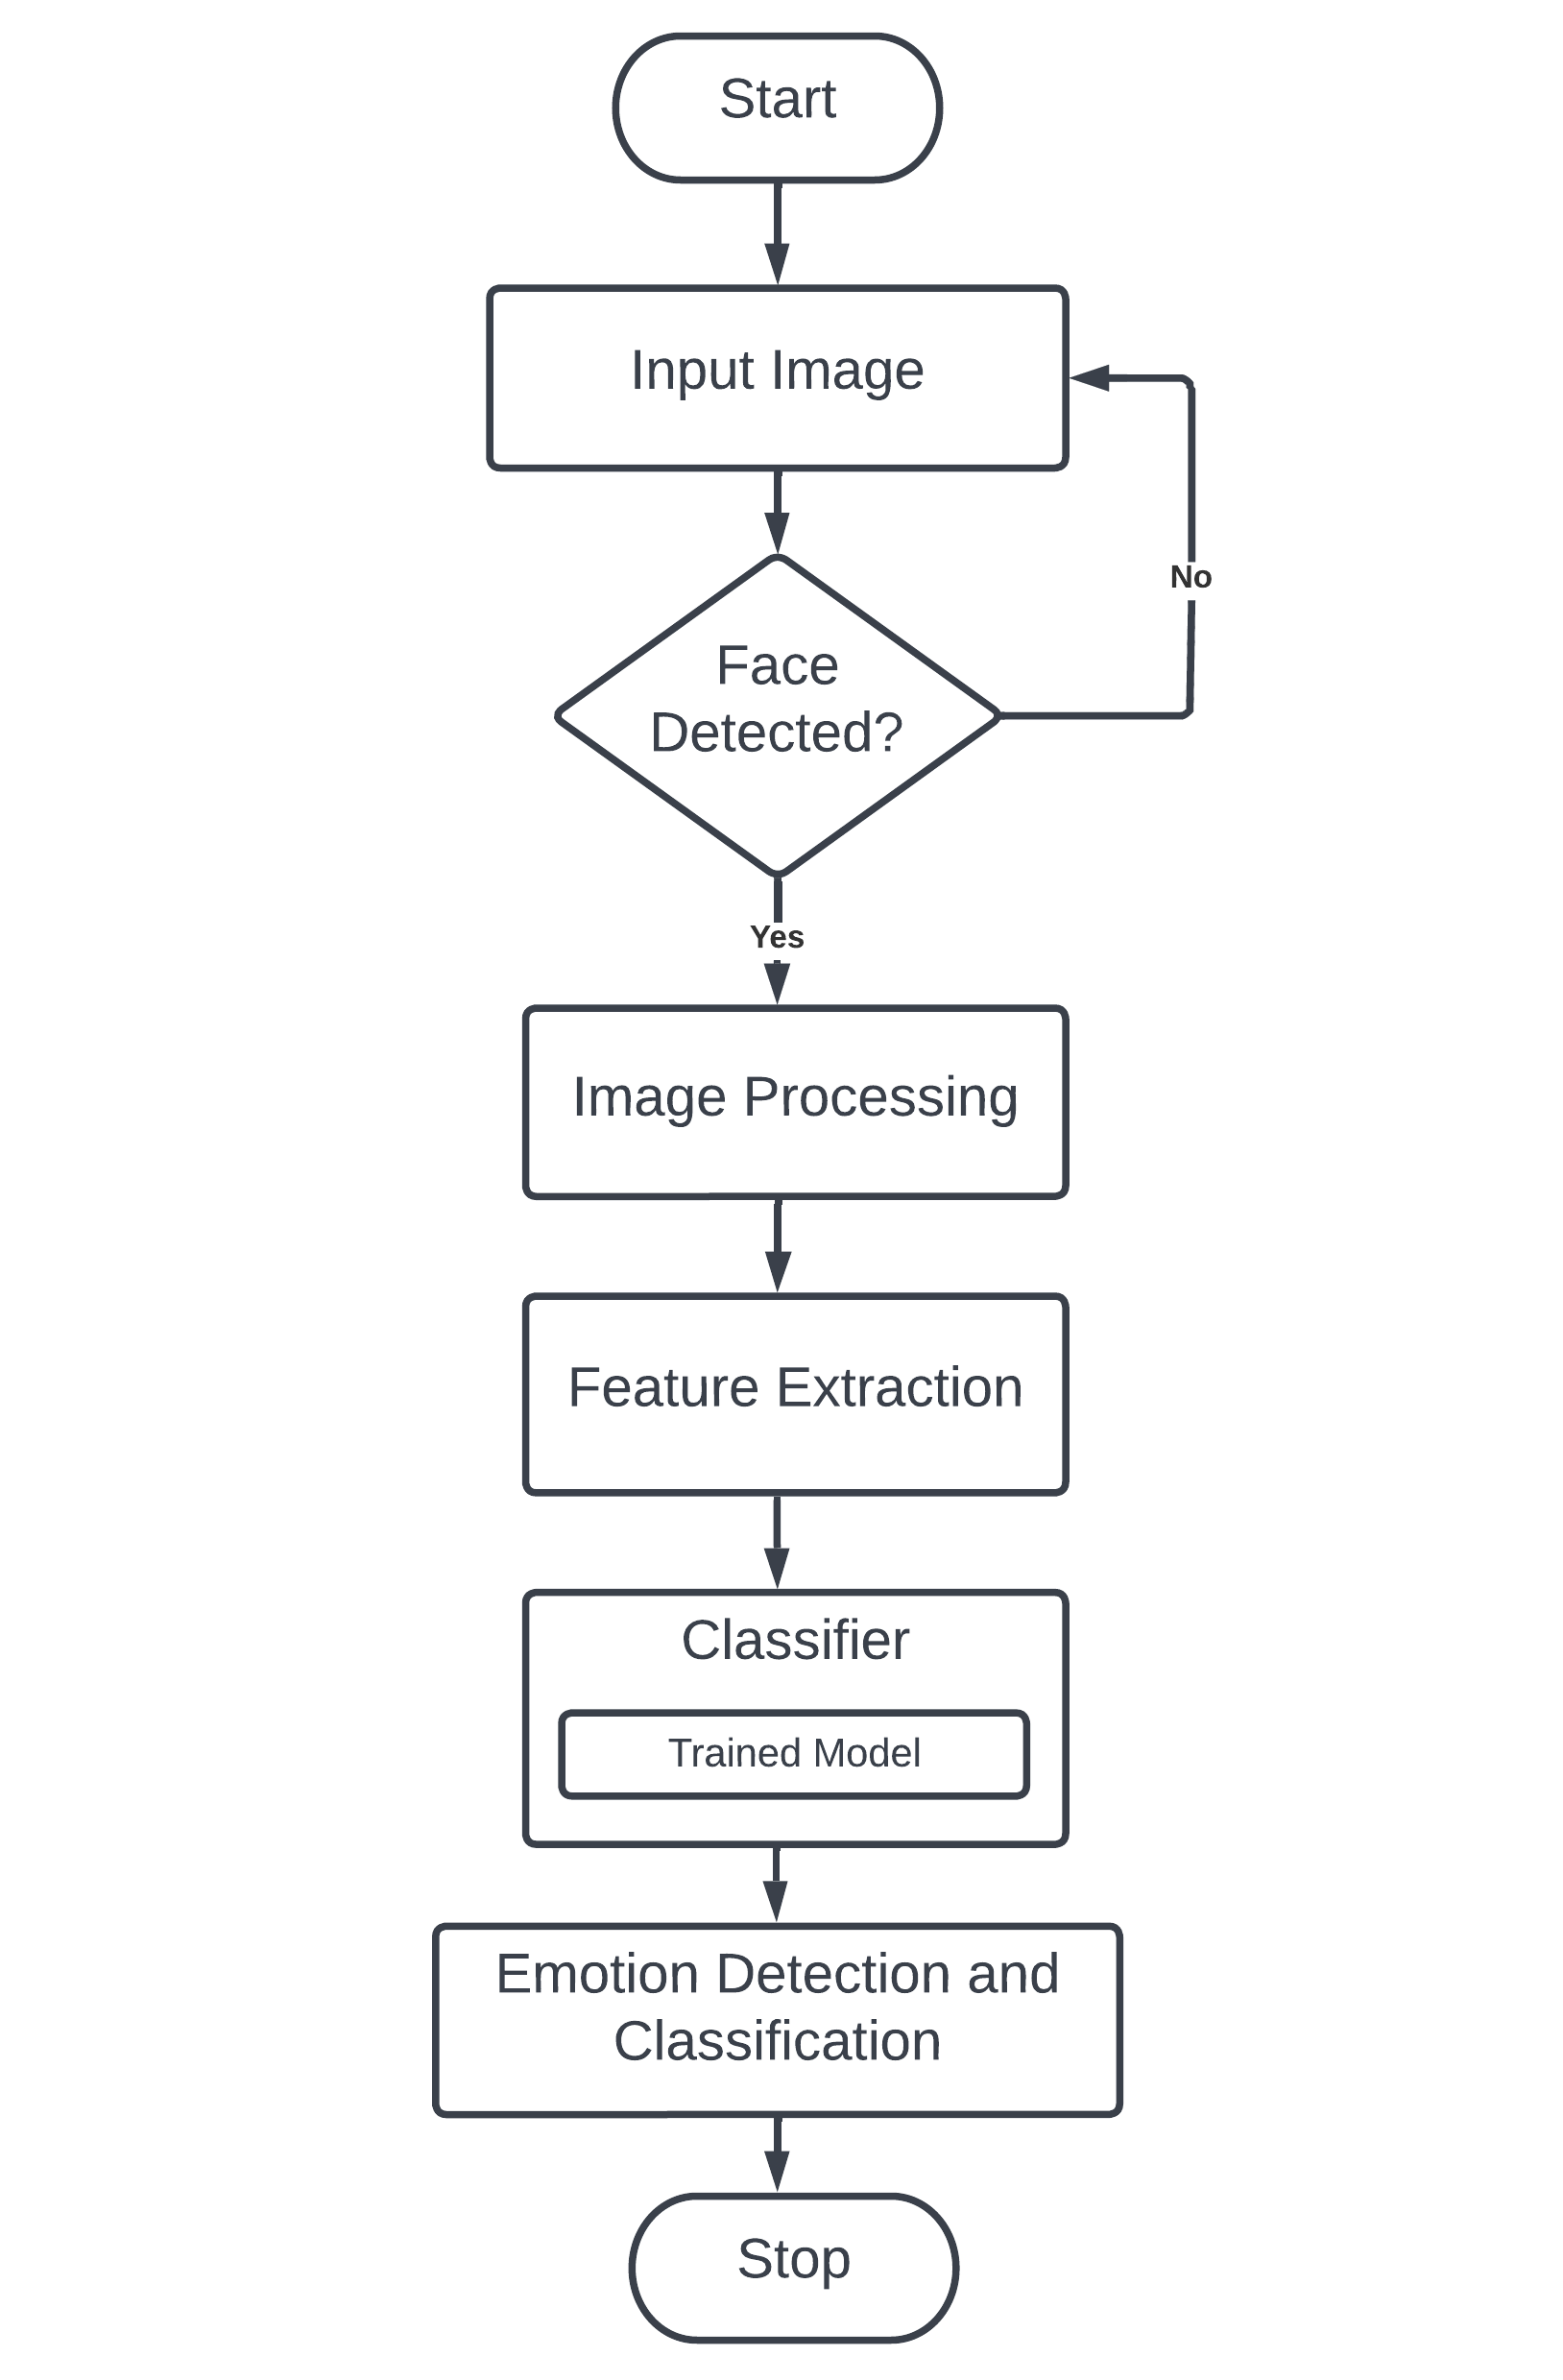 Start
Input Image
No
Face
Detected?
Yes
Image Processing
Feature Extraction
Classifier
Trained Model
Emotion Detection and
Classification
Stop